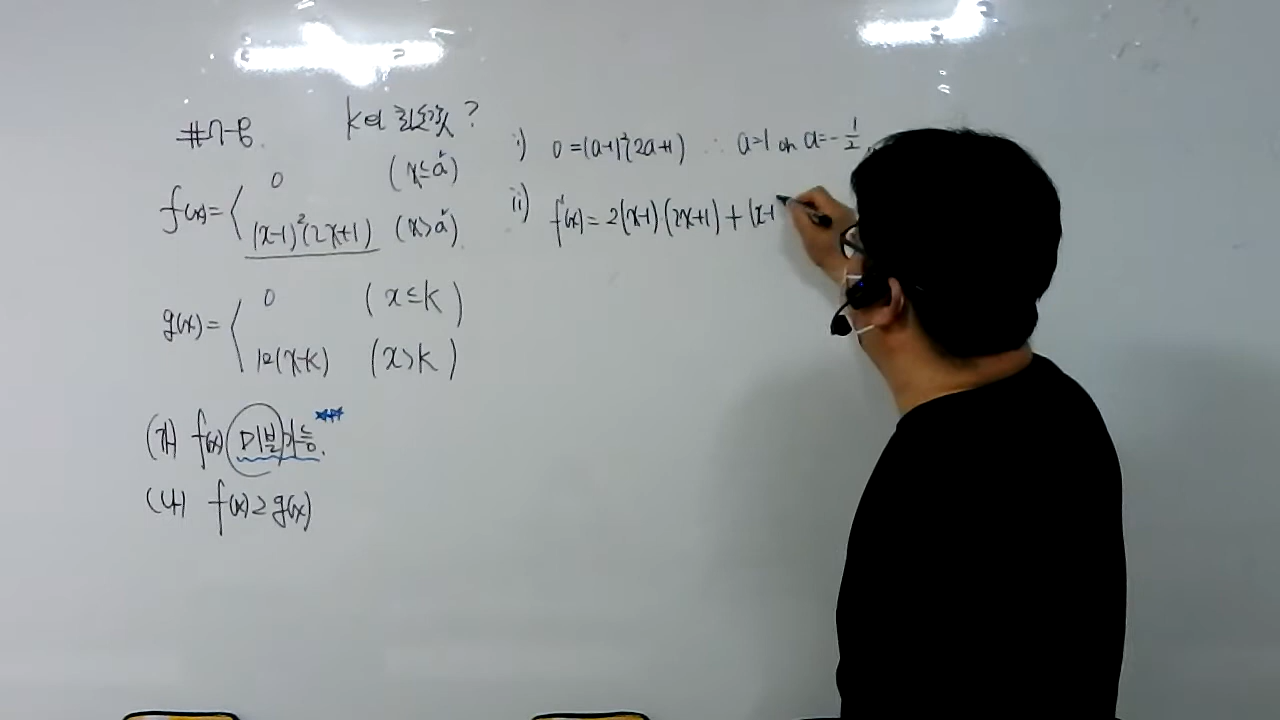 #7-8. k의 최솟값?
f(x)= { 0 (x≤a)
(x-1)²(2x+1) (x>a)
g(x)= { 0 (x≤k)
12(x-k) (x>k)
(가) f(x) 미분가능.
(나) f(x)≥g(x)
i) 0=(a-1)²(2a+1) ∴ a=1 or a=-1/2
ii) f'(x)=2(x-1)(2x+1)+(x-1